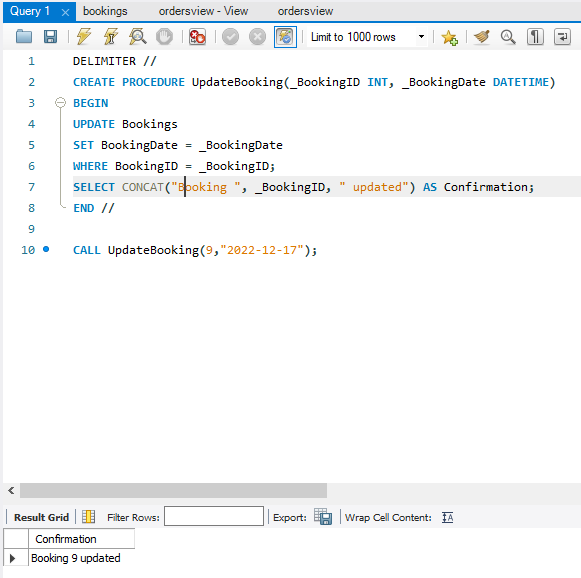 Query 1 bookings ordersview - View ordersview
Limit to 1000 rows
1 DELIMITER //
2 CREATE PROCEDURE UpdateBooking(_BookingID INT, _BookingDate DATETIME)
3 BEGIN
4 UPDATE Bookings
5 SET BookingDate = _BookingDate
6 WHERE BookingID = _BookingID;
7 SELECT CONCAT("Booking ", _BookingID, " updated") AS Confirmation;
8 END //
9
10 CALL UpdateBooking(9,"2022-12-17");
Result Grid Filter Rows: Export: Wrap Cell Content:
Confirmation
Booking 9 updated